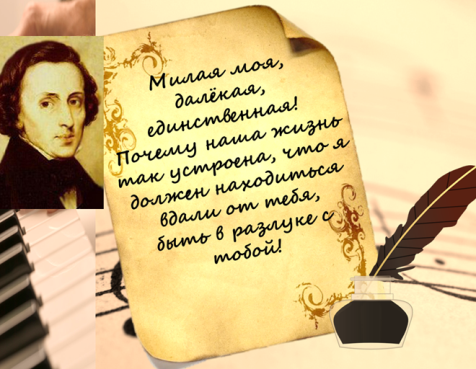 Милая моя,
далёкая,
единственная!
Почему наша жизнь
так устроена, что я
должен находиться
вдали от тебя,
быть в разлуке с
тобой!